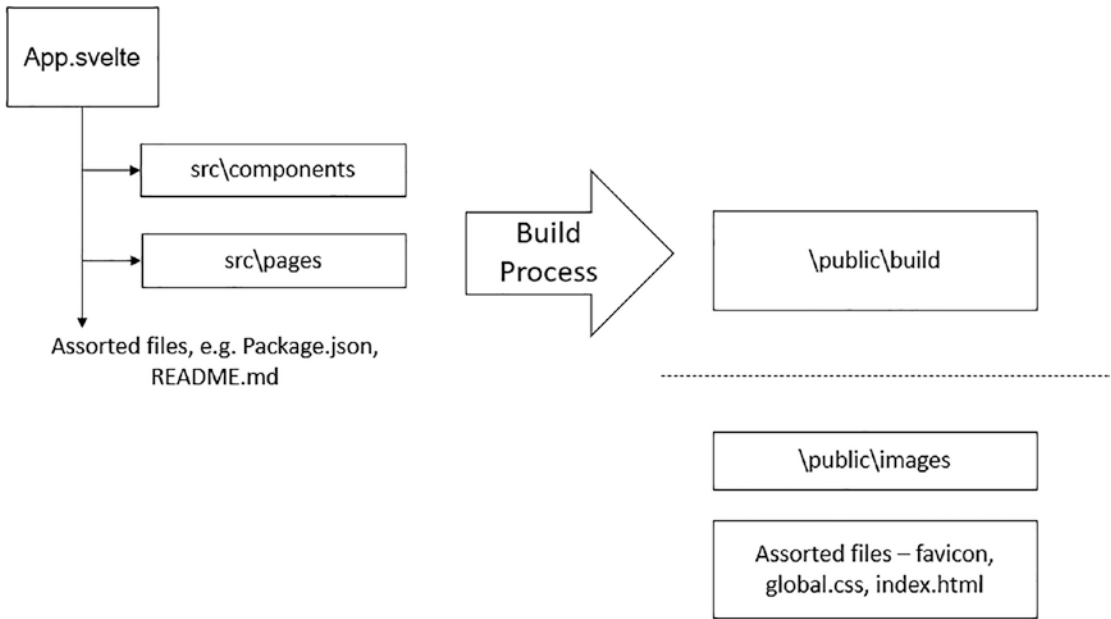 App.svelte
src\components
src\pages
Assorted files, e.g. Package.json,
README.md
Build
Process
\public\build
\public\images
Assorted files – favicon,
global.css, index.html